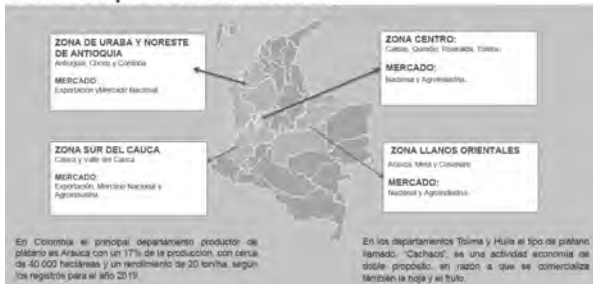 ZONA DE URABA Y NORESTE
DE ANTIOQUIA
Antioquia, Choco y Cordoba
MERCADO:
Exportación y Mercado Nacional
ZONA CENTRO:
Caldas, Quindío, Risaralda, Tolima.
MERCADO:
Nacional y Agroindustria.
ZONA SUR DEL CAUCA
Cauca y Valle del Cauca
MERCADO:
Exportación, Mercado Nacional y
Agroindustria.
ZONA LLANOS ORIENTALES
Arauca, Meta y Casanare
MERCADO:
Nacional y Agroindustria.
En Colombia el principal departamento productor de
plátano es Arauca con un 17% de la producción, con cerca
de 40.000 hectáreas y un rendimiento de 20 ton/ha, según
los registros para el año 2019.
En los departamentos Tolima y Huila el tipo de plátano
llamado, "Cachaco", es una actividad economía de
doble propósito, en razón a que se comercializa
también la hoja y el fruto.